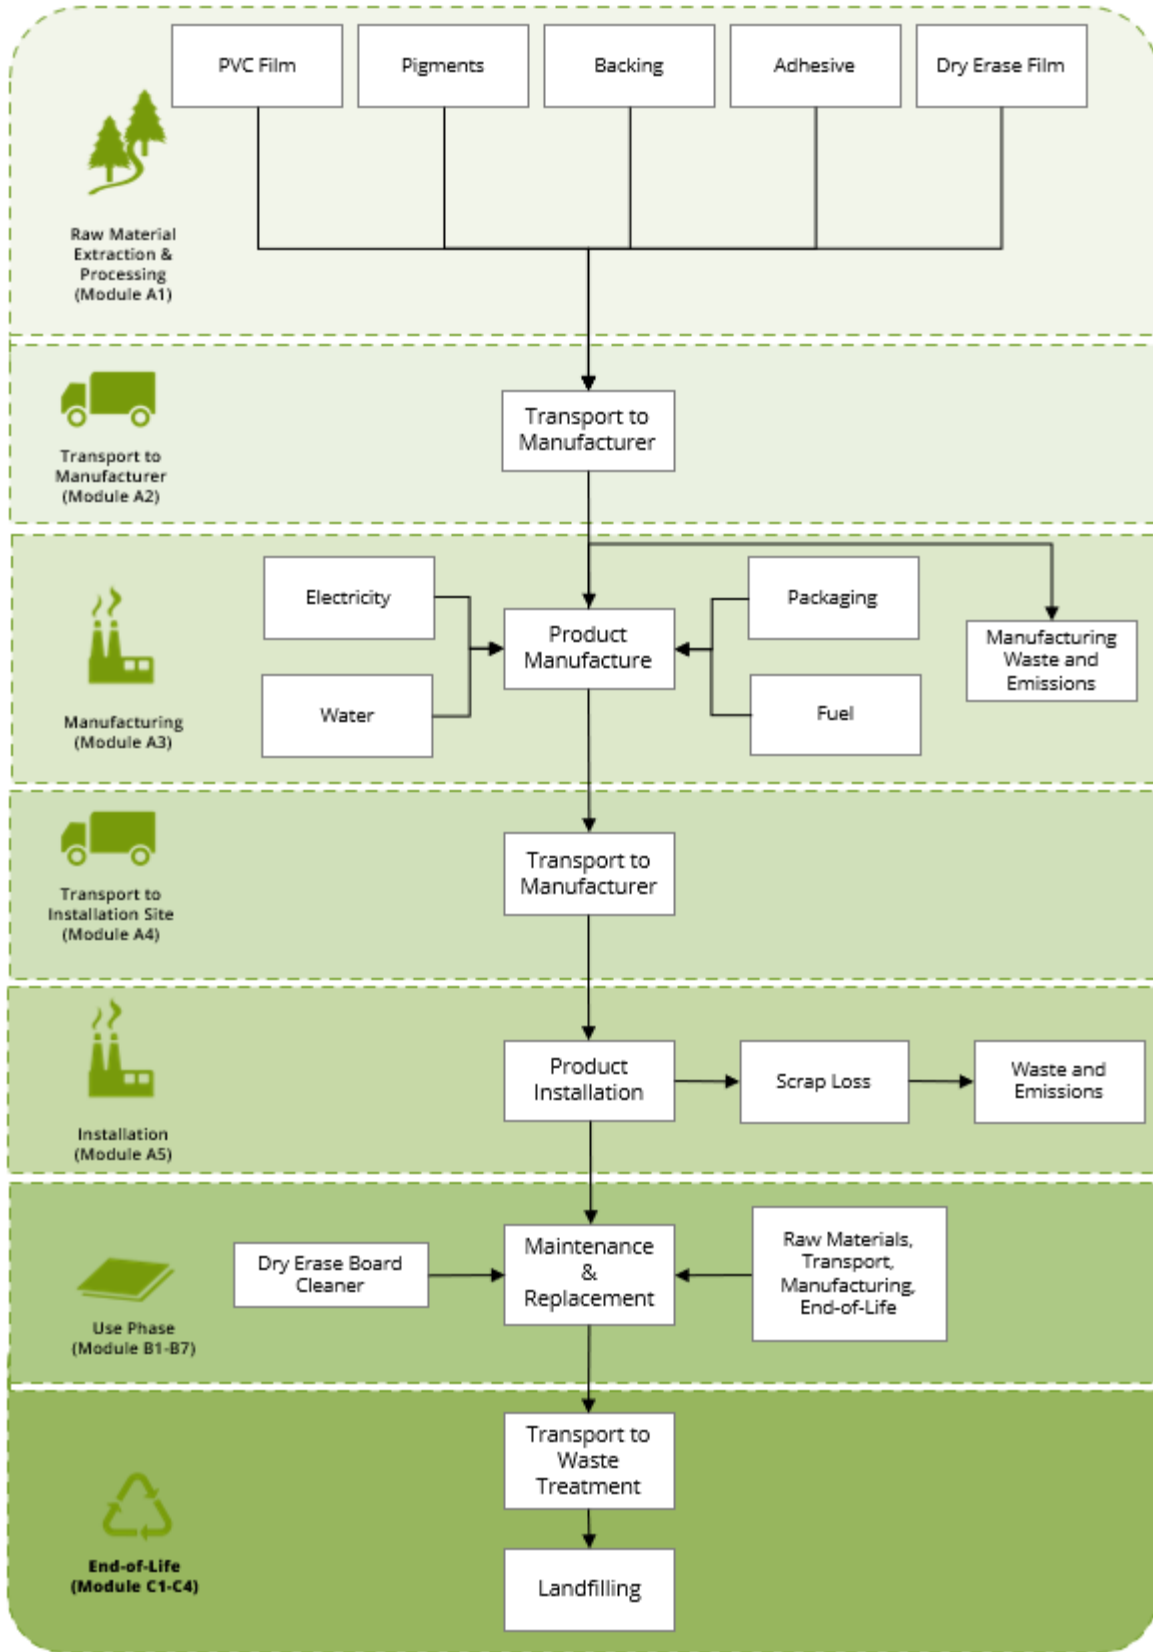 PVC Film
Pigments
Backing
Adhesive
Dry Erase Film
Raw Material
Extraction &
Processing
(Module A1)
Transport to
Manufacturer
(Module A2)
Transport to
Manufacturer
Manufacturing
(Module A3)
Electricity
Water
Product
Manufacture
Packaging
Fuel
Manufacturing
Waste and
Emissions
Transport to
Installation Site
(Module A4)
Transport to
Manufacturer
Installation
(Module A5)
Product
Installation
Scrap Loss
Waste and
Emissions
Use Phase
(Module B1-B7)
Dry Erase Board
Cleaner
Maintenance
&
Replacement
Raw Materials,
Transport,
Manufacturing,
End-of-Life
End-of-Life
(Module C1-C4)
Transport to
Waste
Treatment
Landfilling